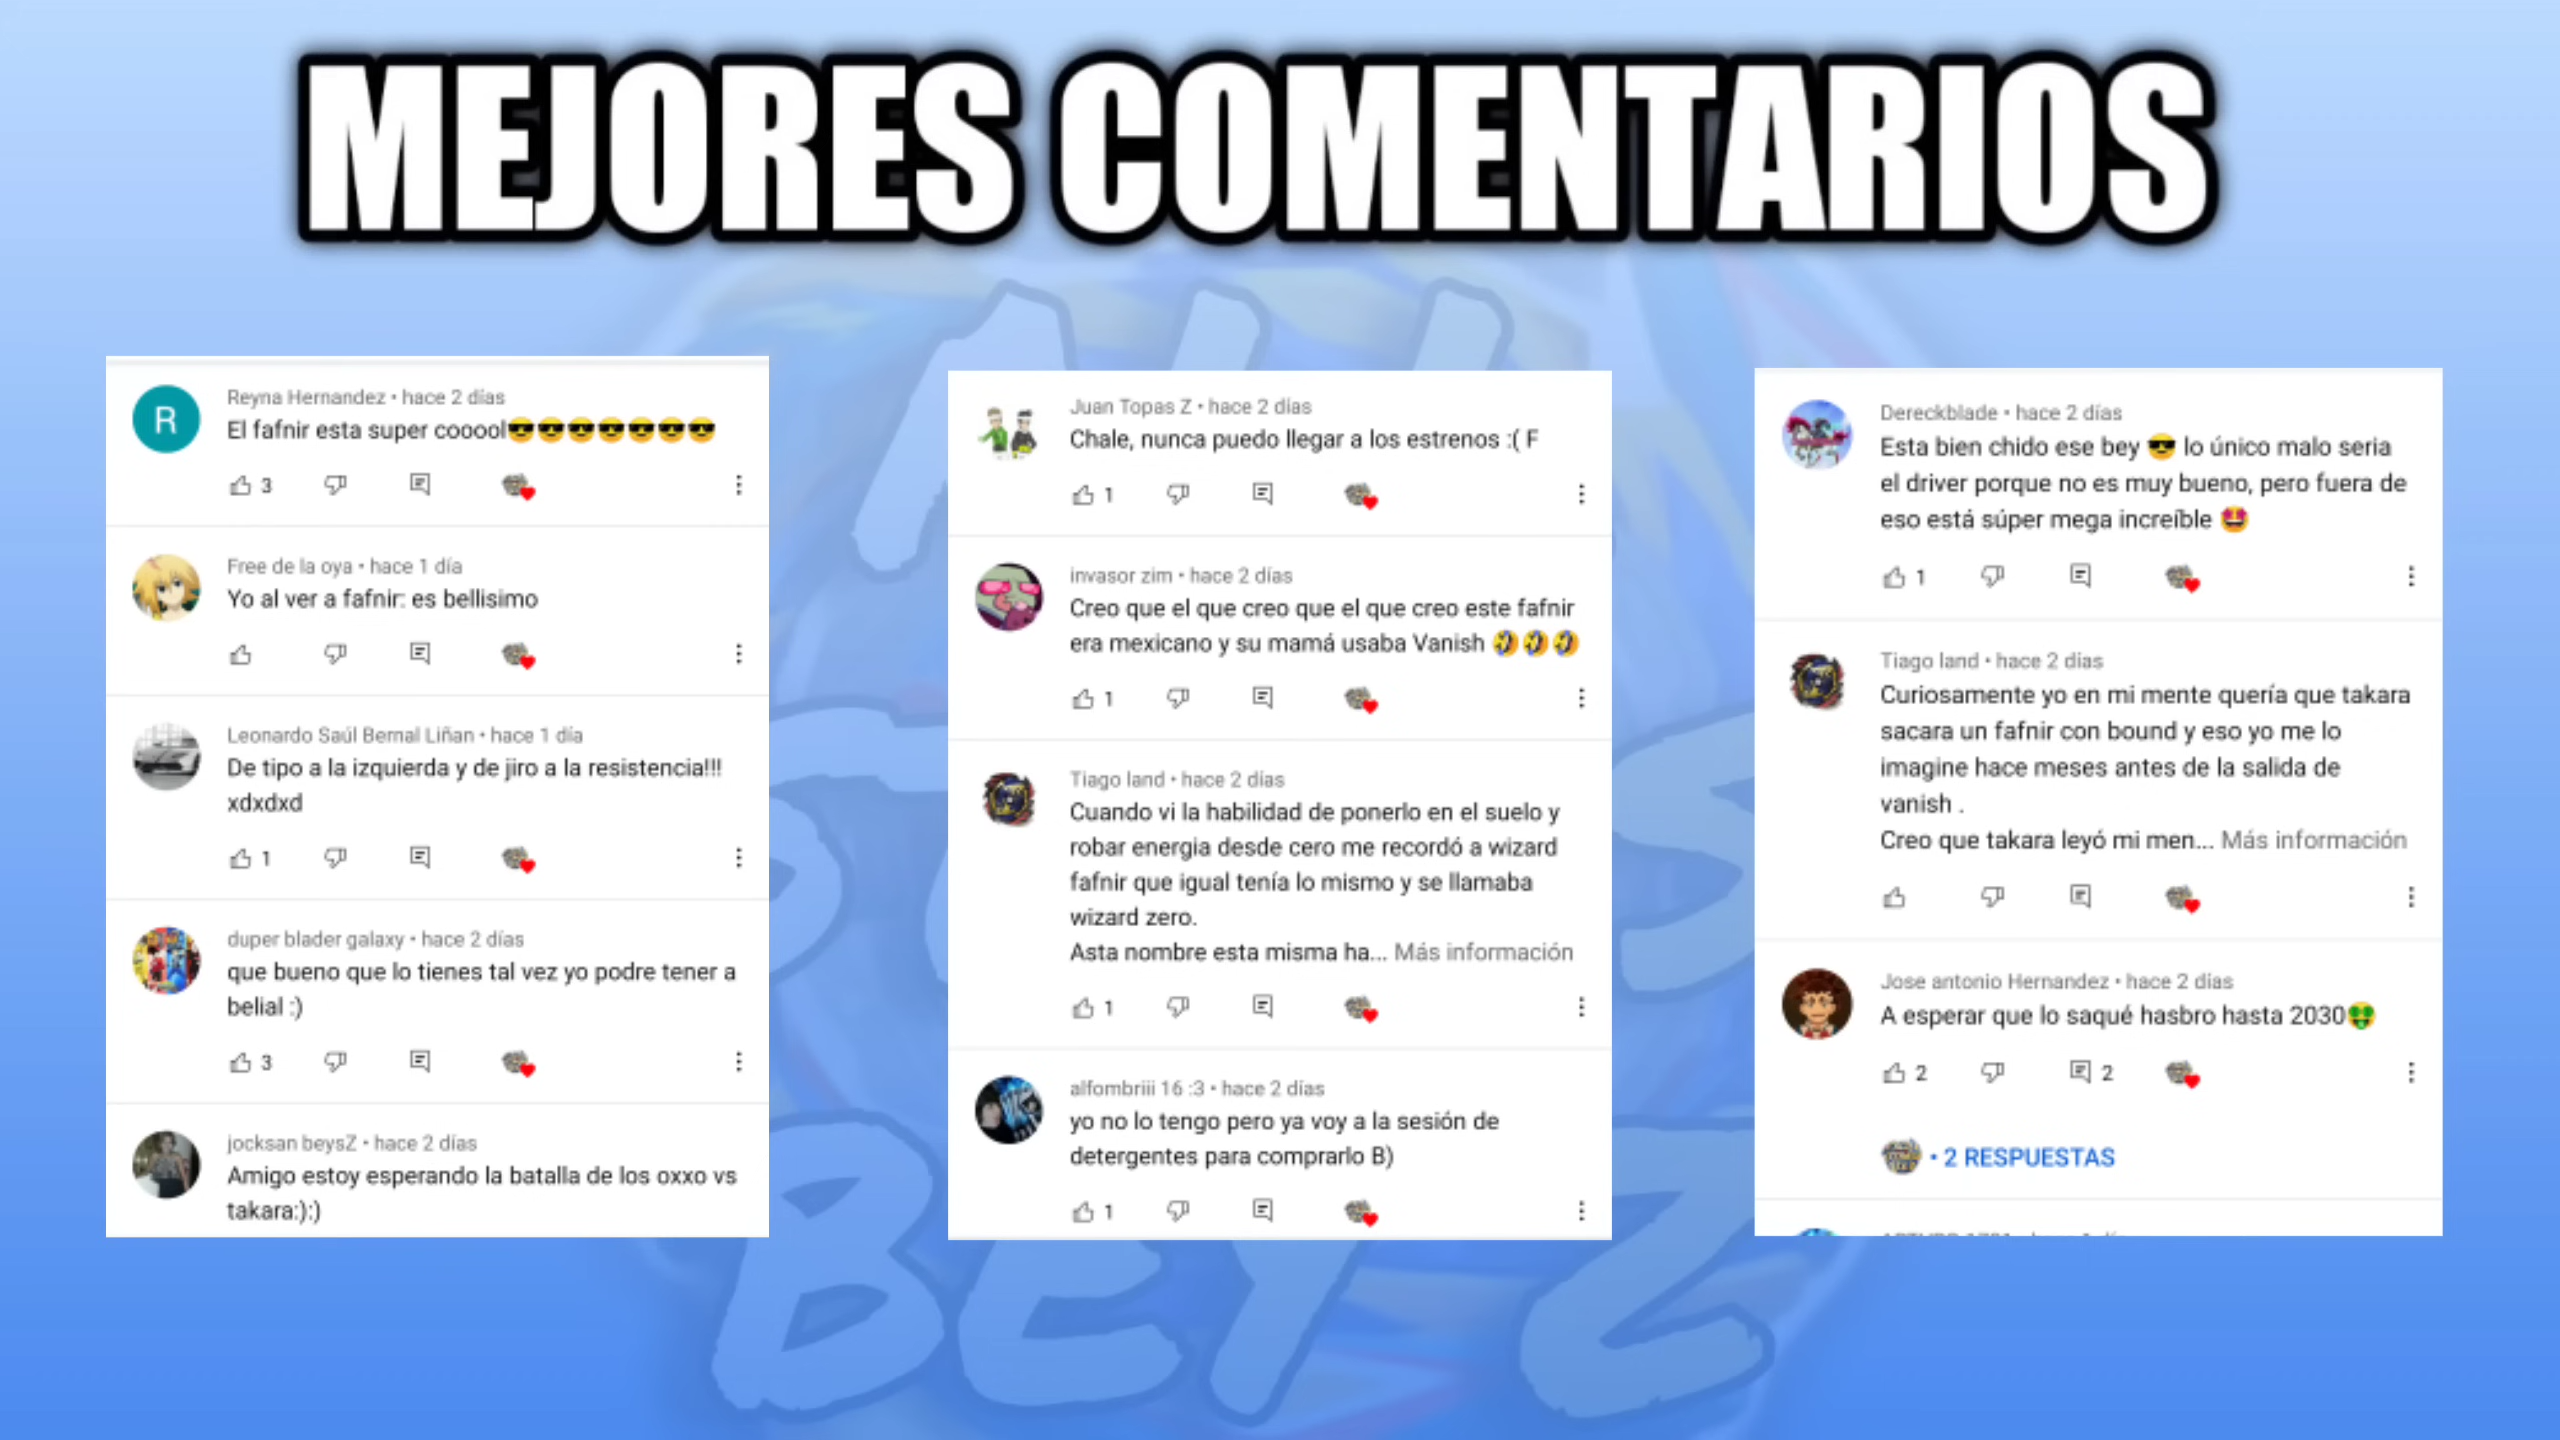 MEJORES COMENTARIOS
R
Reyna Hernandez • hace 2 días
El fafnir esta super cooool😎😎😎😎😎😎😎
3
Free de la oya • hace 1 día
Yo al ver a fafnir: es bellisimo
Leonardo Saúl Bernal Liñan • hace 1 día
De tipo a la izquierda y de jiro a la resistencia!!!
xdxdxd
1
duper blader galaxy • hace 2 días
que bueno que lo tienes tal vez yo podre tener a
belial :)
3
jocksan beysZ • hace 2 días
Amigo estoy esperando la batalla de los oxxo vs
takara:):)
Juan Topas Z • hace 2 días
Chale, nunca puedo llegar a los estrenos :( F
1
invasor zim • hace 2 días
Creo que el que creo que el que creo este fafnir
era mexicano y su mamá usaba Vanish 🤣🤣🤣
1
Tiago land • hace 2 días
Cuando vi la habilidad de ponerlo en el suelo y
robar energia desde cero me recordó a wizard
fafnir que igual tenía lo mismo y se llamaba
wizard zero.
Asta nombre esta misma ha... Más información
1
alfombriii 16 :3 • hace 2 días
yo no lo tengo pero ya voy a la sesión de
detergentes para comprarlo B)
1
Dereckblade • hace 2 días
Esta bien chido ese bey 😎 lo único malo seria
el driver porque no es muy bueno, pero fuera de
eso está súper mega increíble 🤩
1
Tiago land • hace 2 días
Curiosamente yo en mi mente quería que takara
sacara un fafnir con bound y eso yo me lo
imagine hace meses antes de la salida de
vanish .
Creo que takara leyó mi men... Más información
Jose antonio Hernandez • hace 2 días
A esperar que lo saqué hasbro hasta 2030🤑
2 2
• 2 RESPUESTAS
BEY Z